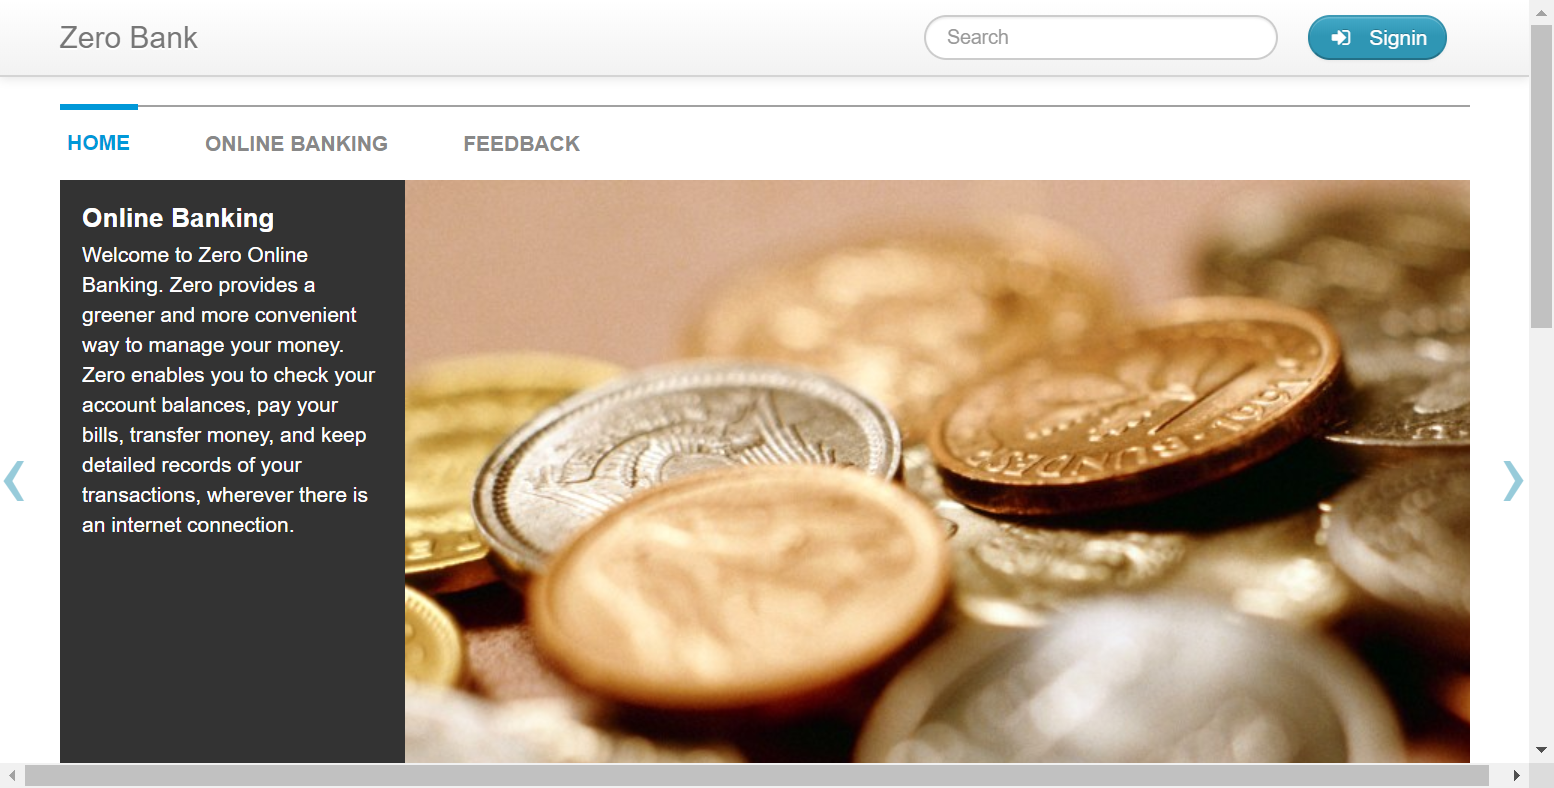 Zero Bank
Search
Signin
HOME
ONLINE BANKING
FEEDBACK
Online Banking
Welcome to Zero Online
Banking. Zero provides a
greener and more convenient
way to manage your money.
Zero enables you to check your
account balances, pay your
bills, transfer money, and keep
detailed records of your
transactions, wherever there is
an internet connection.